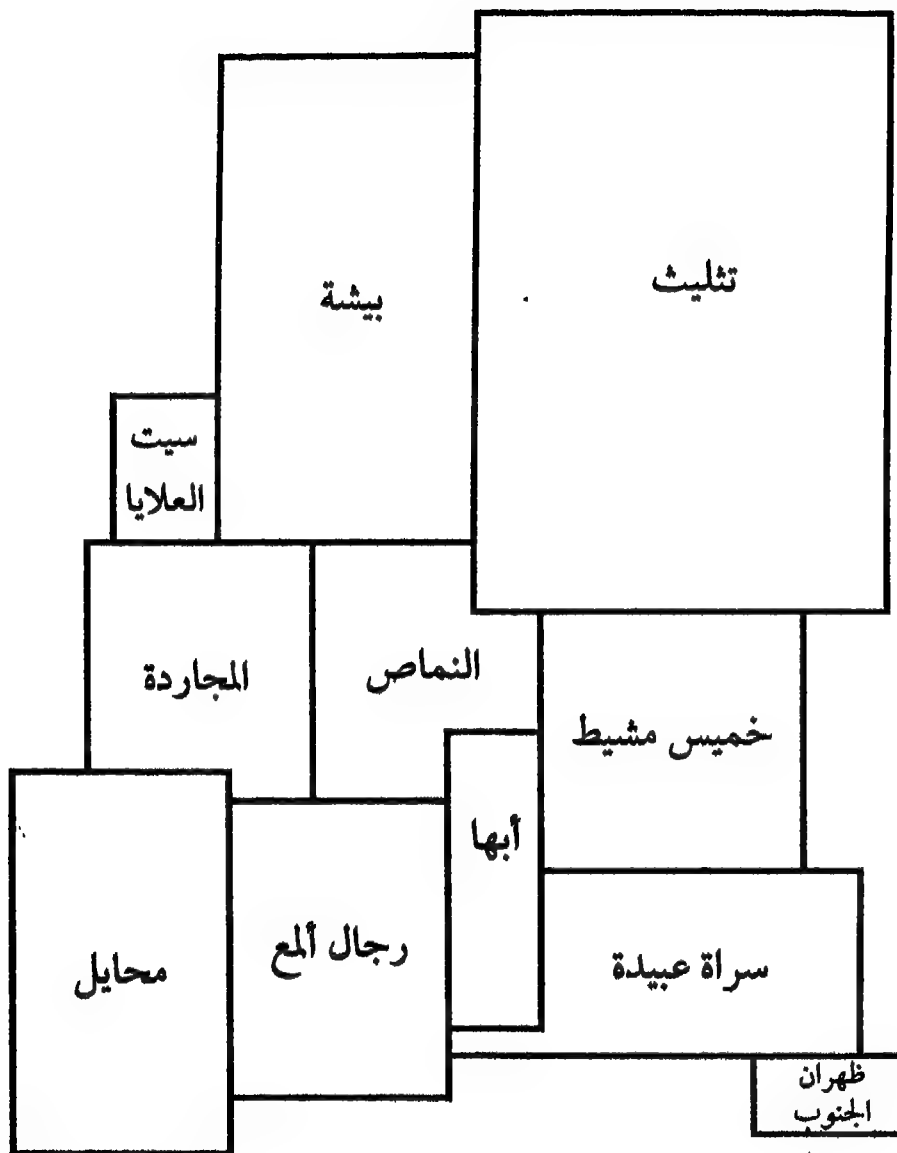 تثليث
بيشة
سيت
العلايا
النماص
المجاردة
خميس مشيط
أبها
رجال ألمع
سراة عبيدة
محايل
ظهران
الجنوب